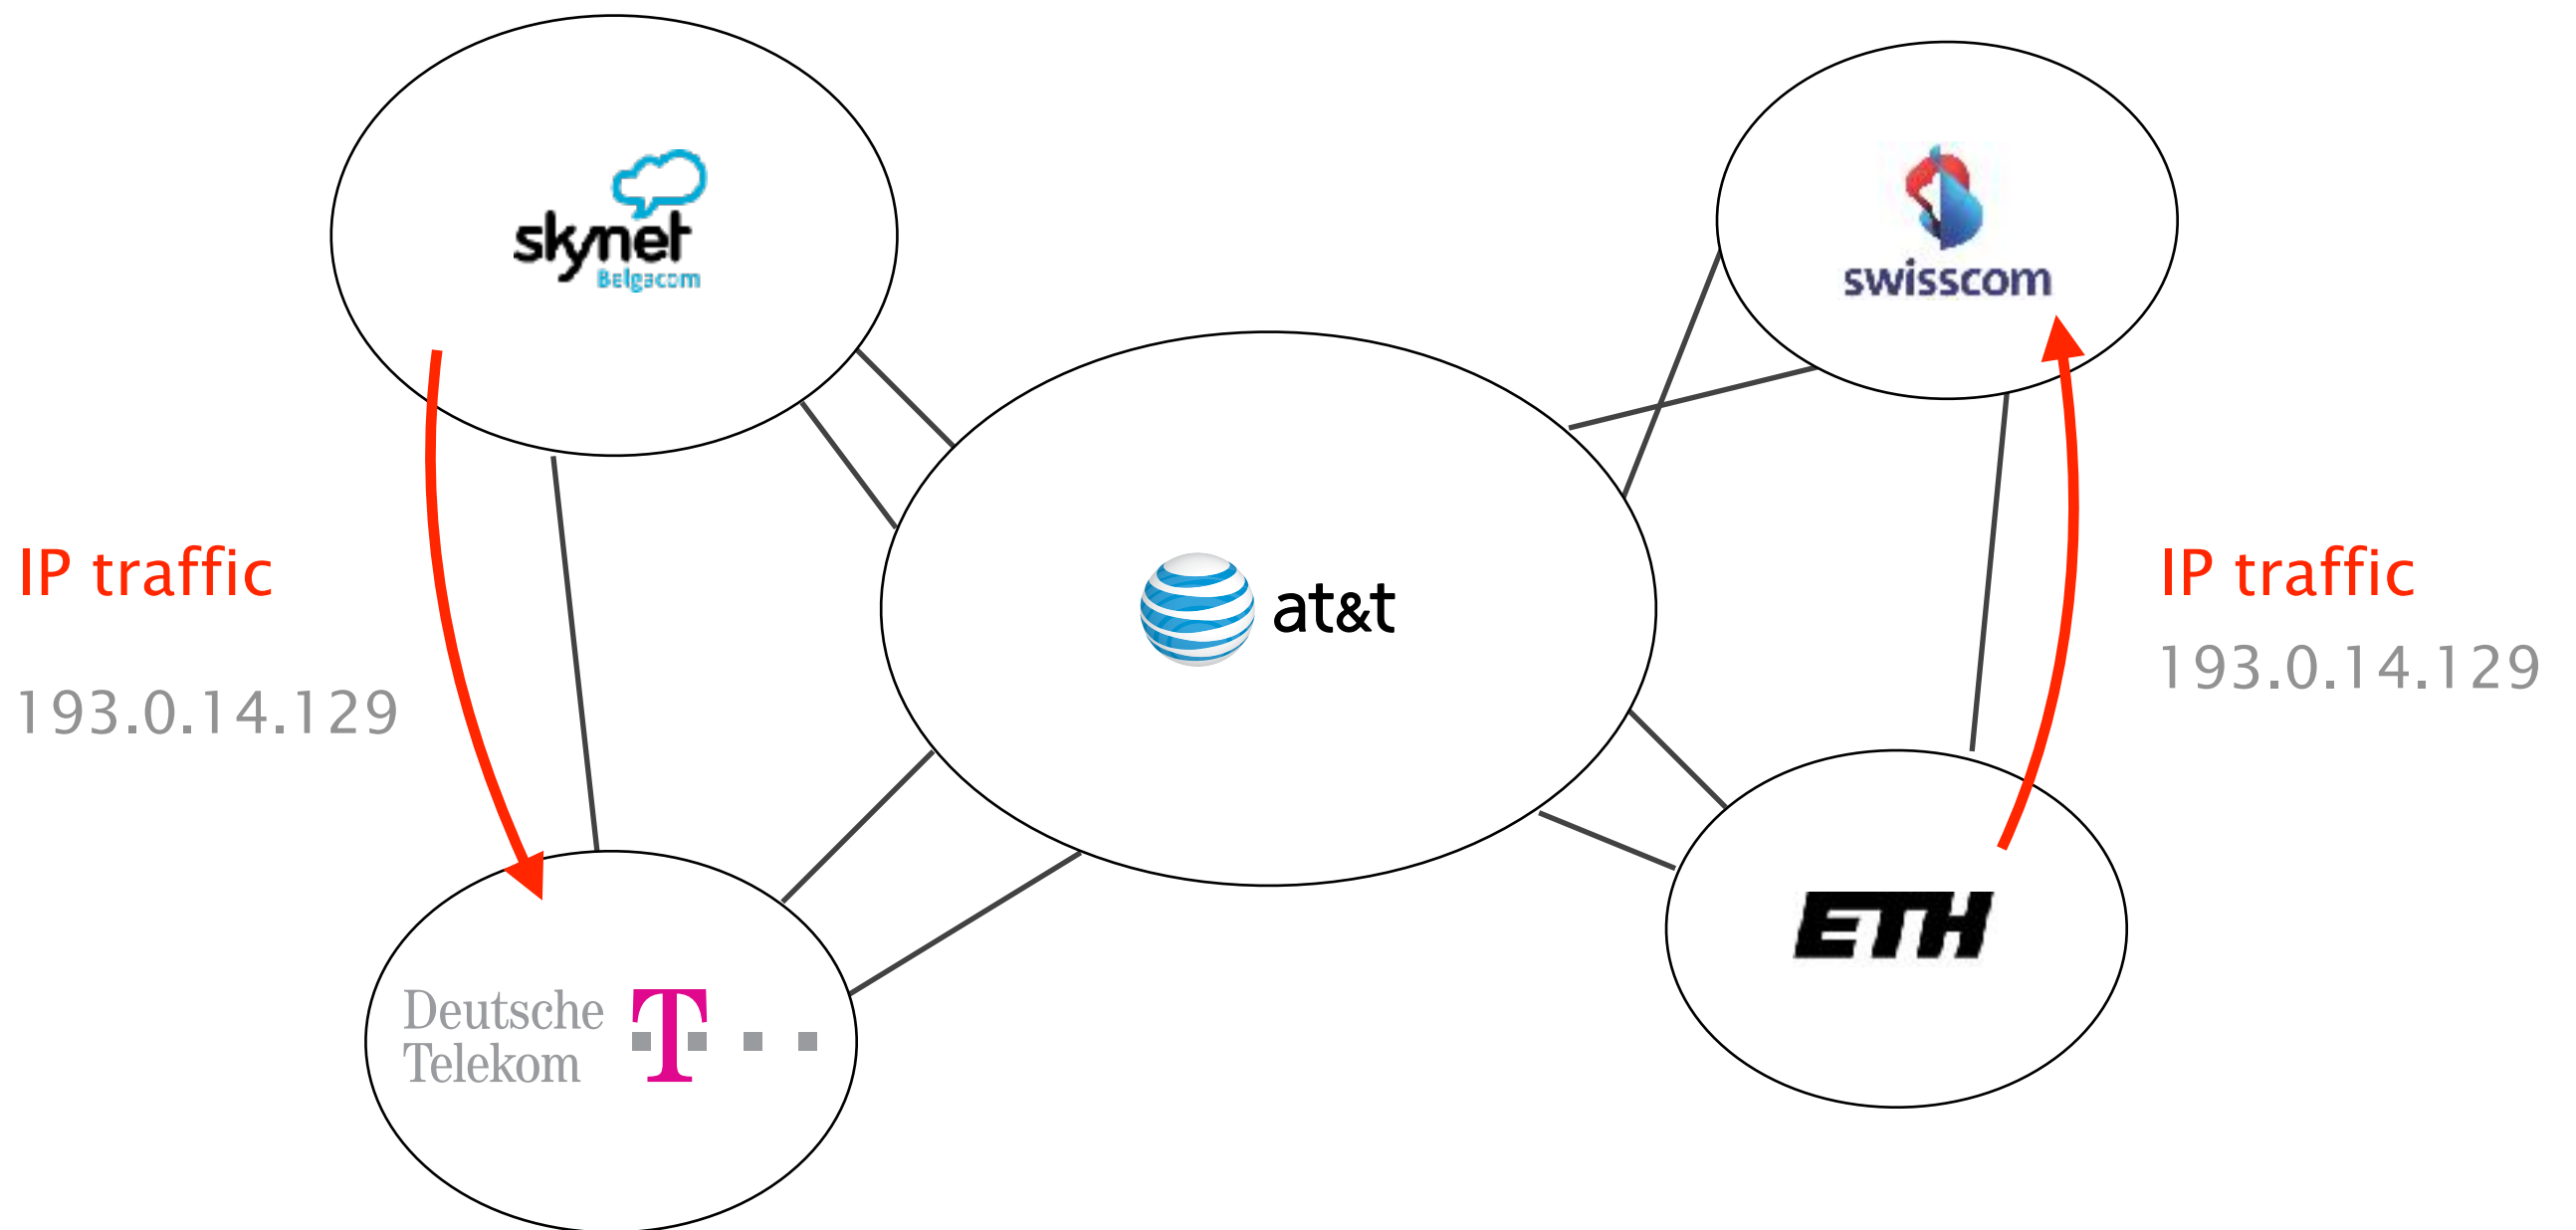 skynet
Belgacom
swisscom
IP traffic
193.0.14.129
at&t
IP traffic
193.0.14.129
Deutsche
Telekom
T
ETH